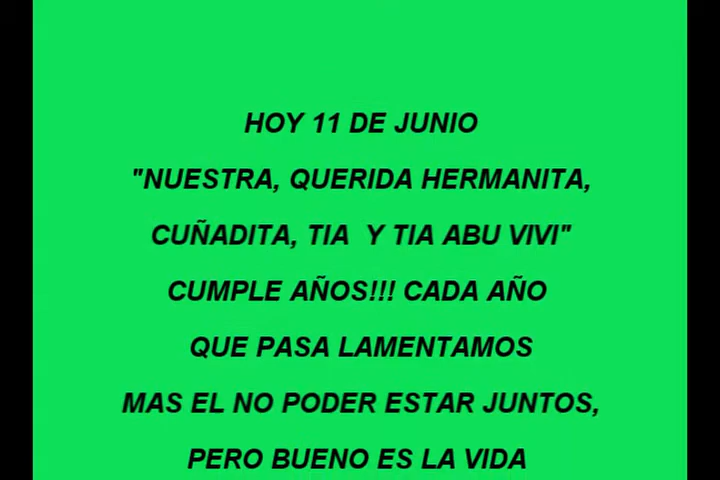 HOY 11 DE JUNIO
"NUESTRA, QUERIDA HERMANITA,
CUÑADITA, TIA  Y TIA ABU VIVI"
CUMPLE AÑOS!!! CADA AÑO
QUE PASA LAMENTAMOS
MAS EL NO PODER ESTAR JUNTOS,
PERO BUENO ES LA VIDA